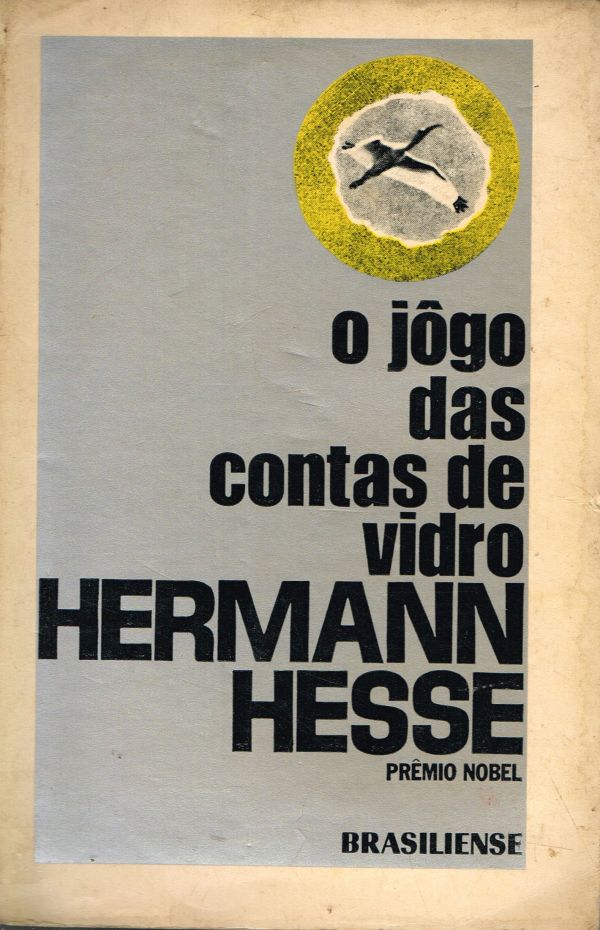 o jôgo
das
contas de
vidro
HERMANN
HESSE
PRÊMIO NOBEL
BRASILIENSE